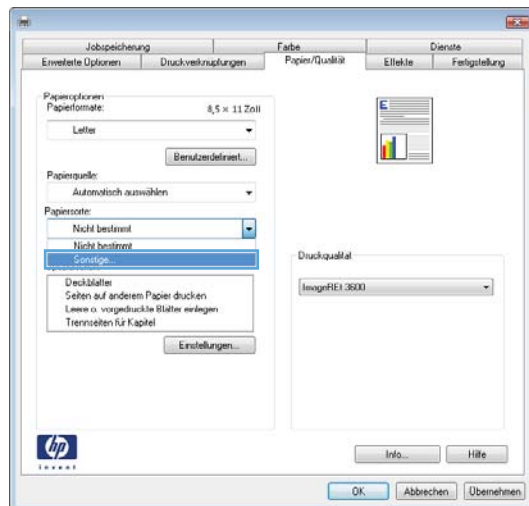 Jobspeicherung Farbe Dienste
Erweiterte Optionen Druckverknüpfungen Papier/Qualität Effekte Fertigstellung
Papieroptionen
Papierformate: 8,5 × 11 Zoll
Letter
Benutzerdefiniert...
Papierquelle:
Automatisch auswählen
Papiersorte:
Nicht bestimmt
Nicht bestimmt
Sonstige...
Deckblätter
Seiten auf anderem Papier drucken
Leere o. vorgedruckte Blätter einlegen
Trennseiten für Kapitel
Einstellungen...
E
Druckqualität
ImageREt 3600
hp
invent
Info... Hilfe
OK Abbrechen Übernehmen